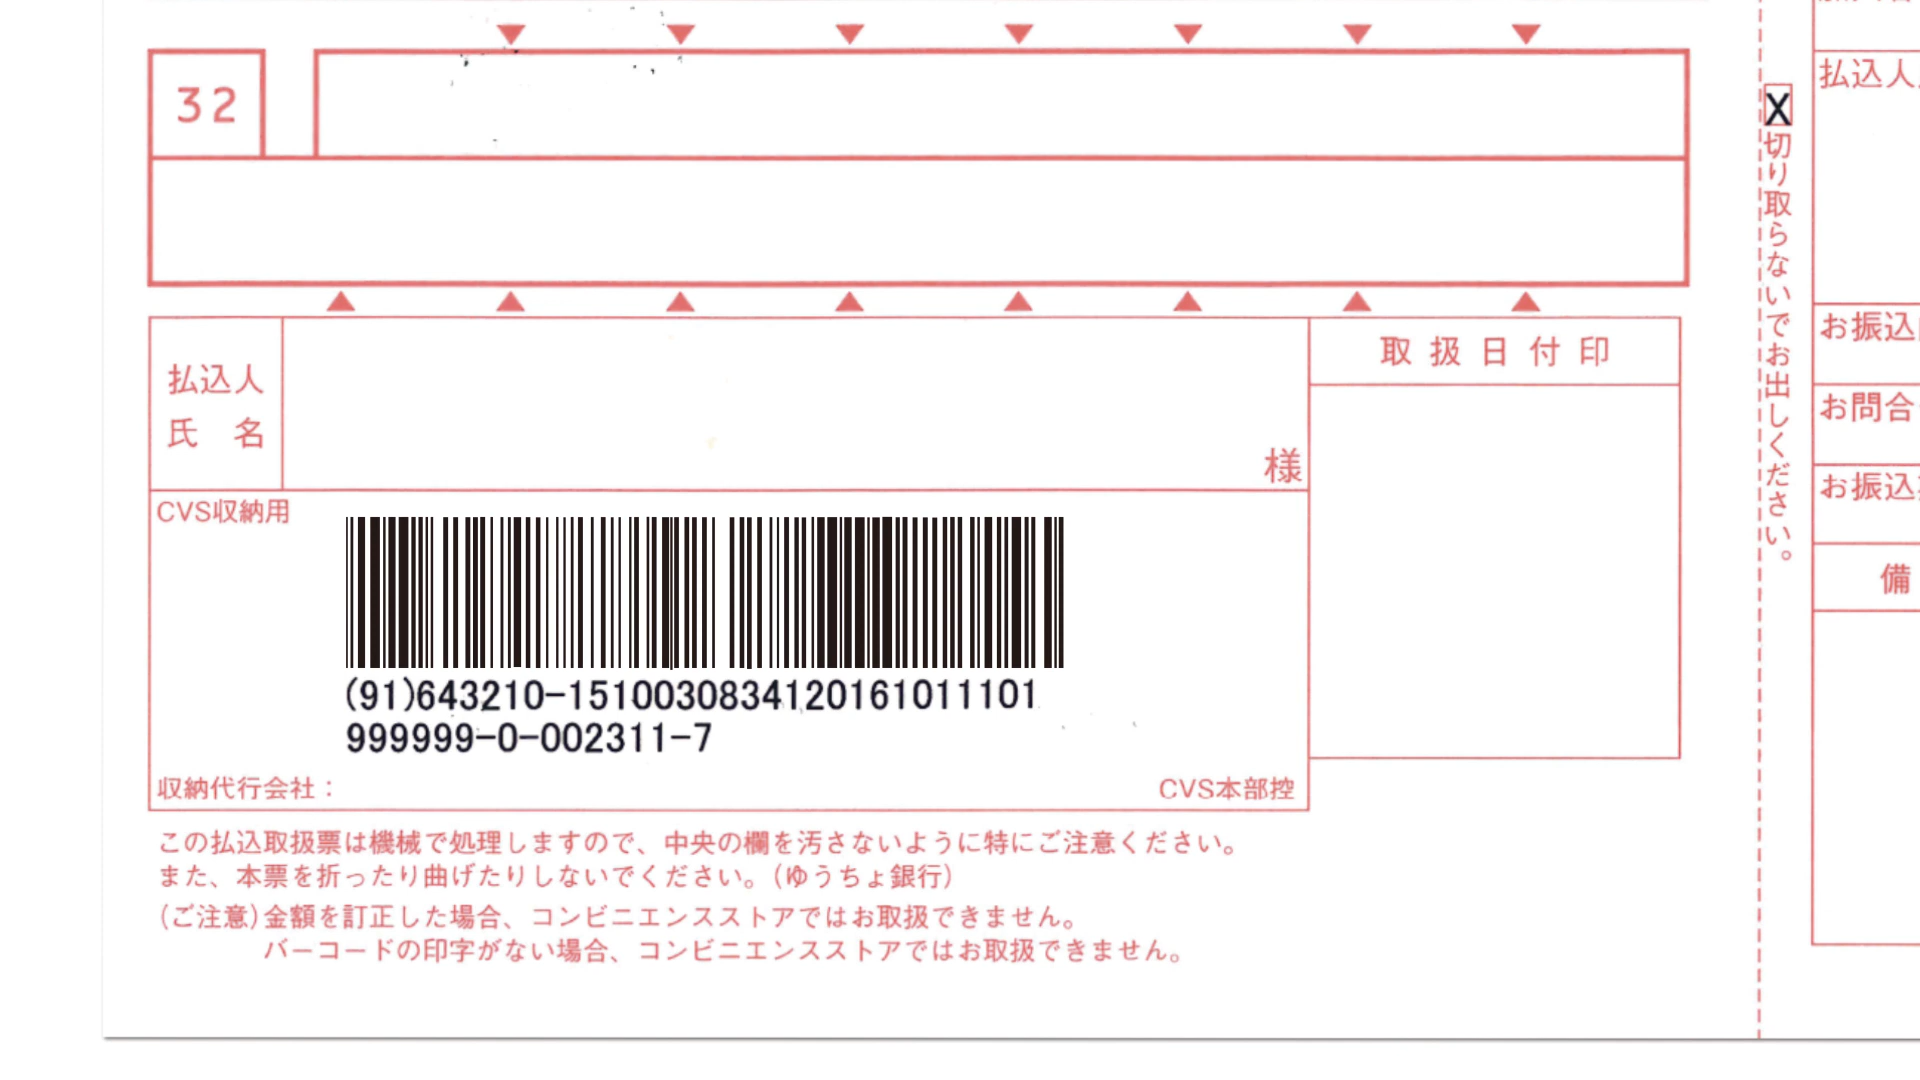 32
払込人
氏 名
様
取扱日付印
CVS収納用
(91)643210-151003083412016101​1101
999999-0-002311-7
収納代行会社：
CVS本部控
この払込取扱票は機械で処理しますので、中央の欄を汚さないように特にご注意ください。
また、本票を折ったり曲げたりしないでください。(ゆうちょ銀行)
(ご注意)金額を訂正した場合、コンビニエンスストアではお取扱できません。
バーコードの印字がない場合、コンビニエンスストアではお取扱できません。
X切り取らないでお出しください。
払込人
お振込
お問合
お振込
備